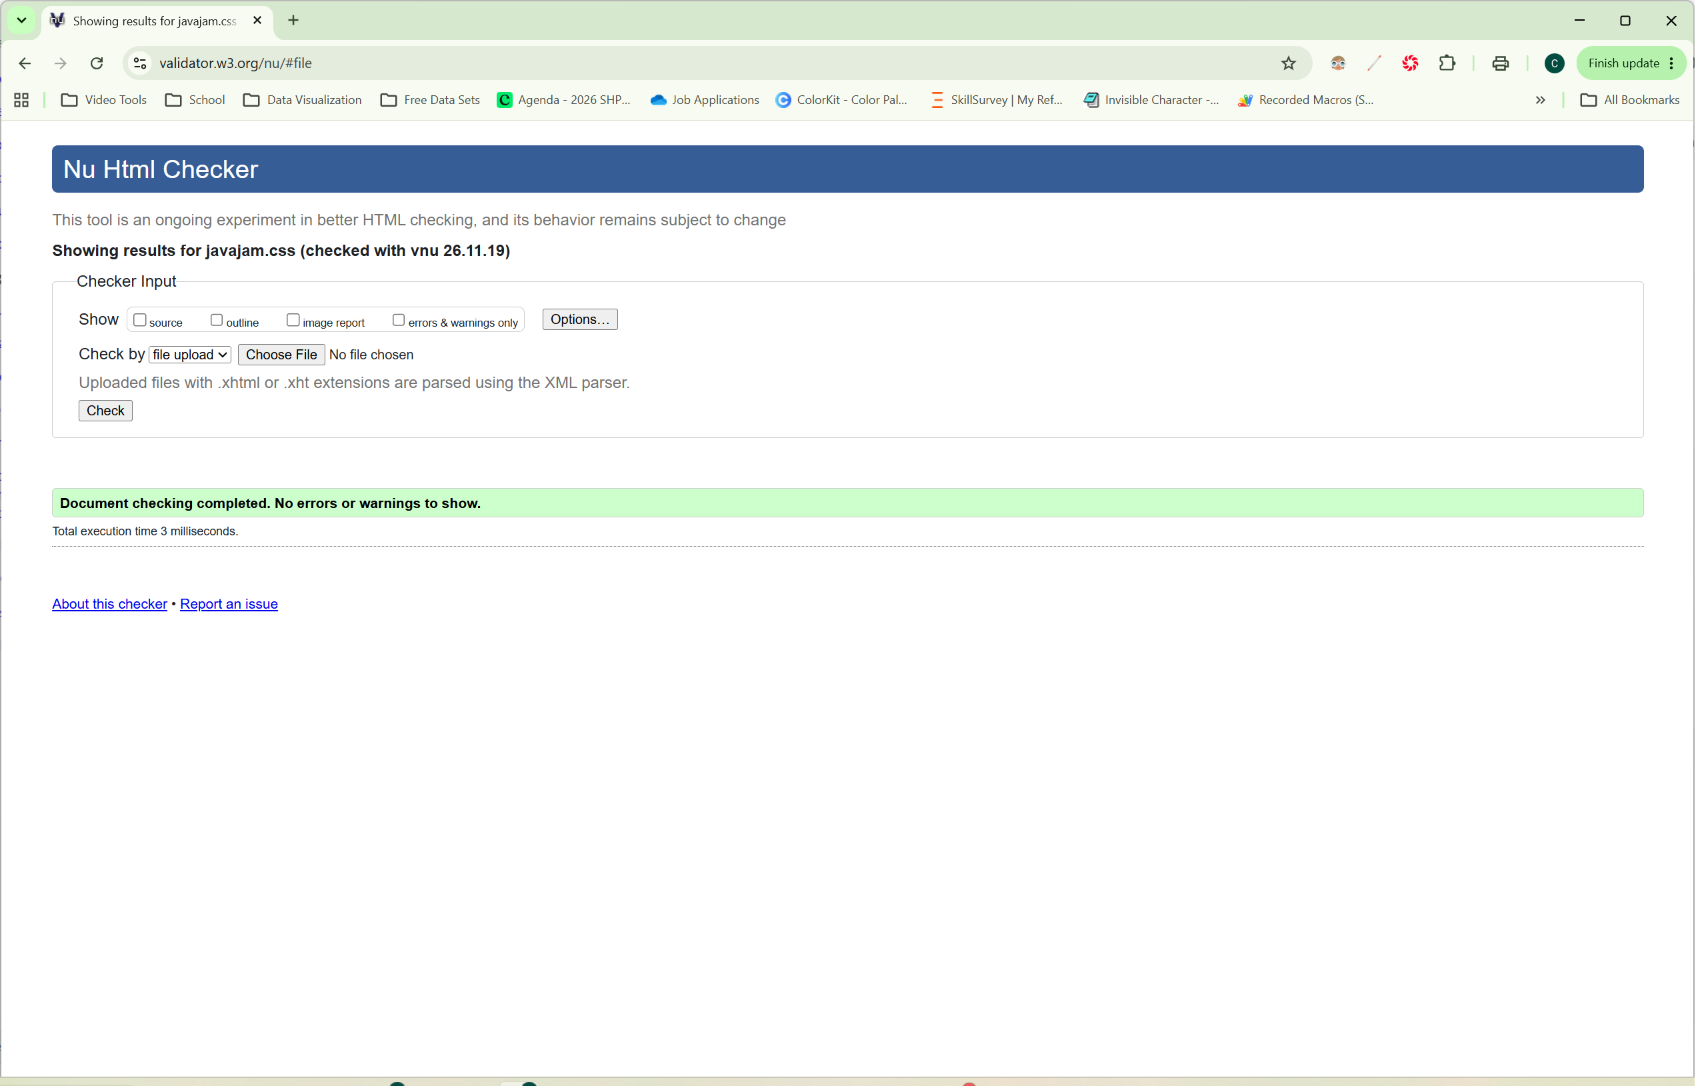 Showing results for javajam.css
validator.w3.org/nu/#file
Finish update
Video Tools School Data Visualization Free Data Sets Agenda - 2026 SHP... Job Applications ColorKit - Color Pal... SkillSurvey | My Ref... Invisible Character -... Recorded Macros (S... » All Bookmarks
Nu Html Checker
This tool is an ongoing experiment in better HTML checking, and its behavior remains subject to change
Showing results for javajam.css (checked with vnu 26.11.19)
Checker Input
Show source outline image report errors & warnings only Options...
Check by file upload Choose File No file chosen
Uploaded files with .xhtml or .xht extensions are parsed using the XML parser.
Check
Document checking completed. No errors or warnings to show.
Total execution time 3 milliseconds.
About this checker • Report an issue